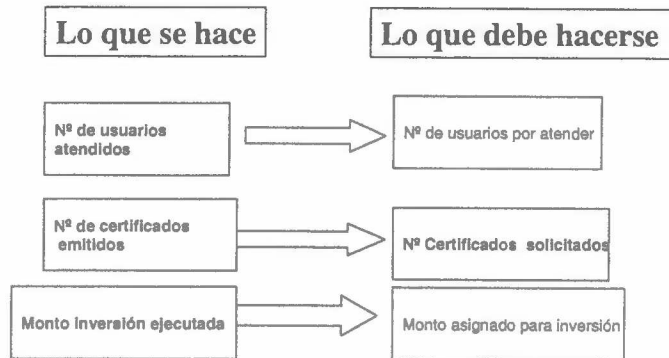 Lo que se hace
Lo que debe hacerse
Nº de usuarios
atendidos
Nº de usuarios por atender
Nº de certificados
emitidos
Nº Certificados solicitados
Monto inversión ejecutada
Monto asignado para inversión